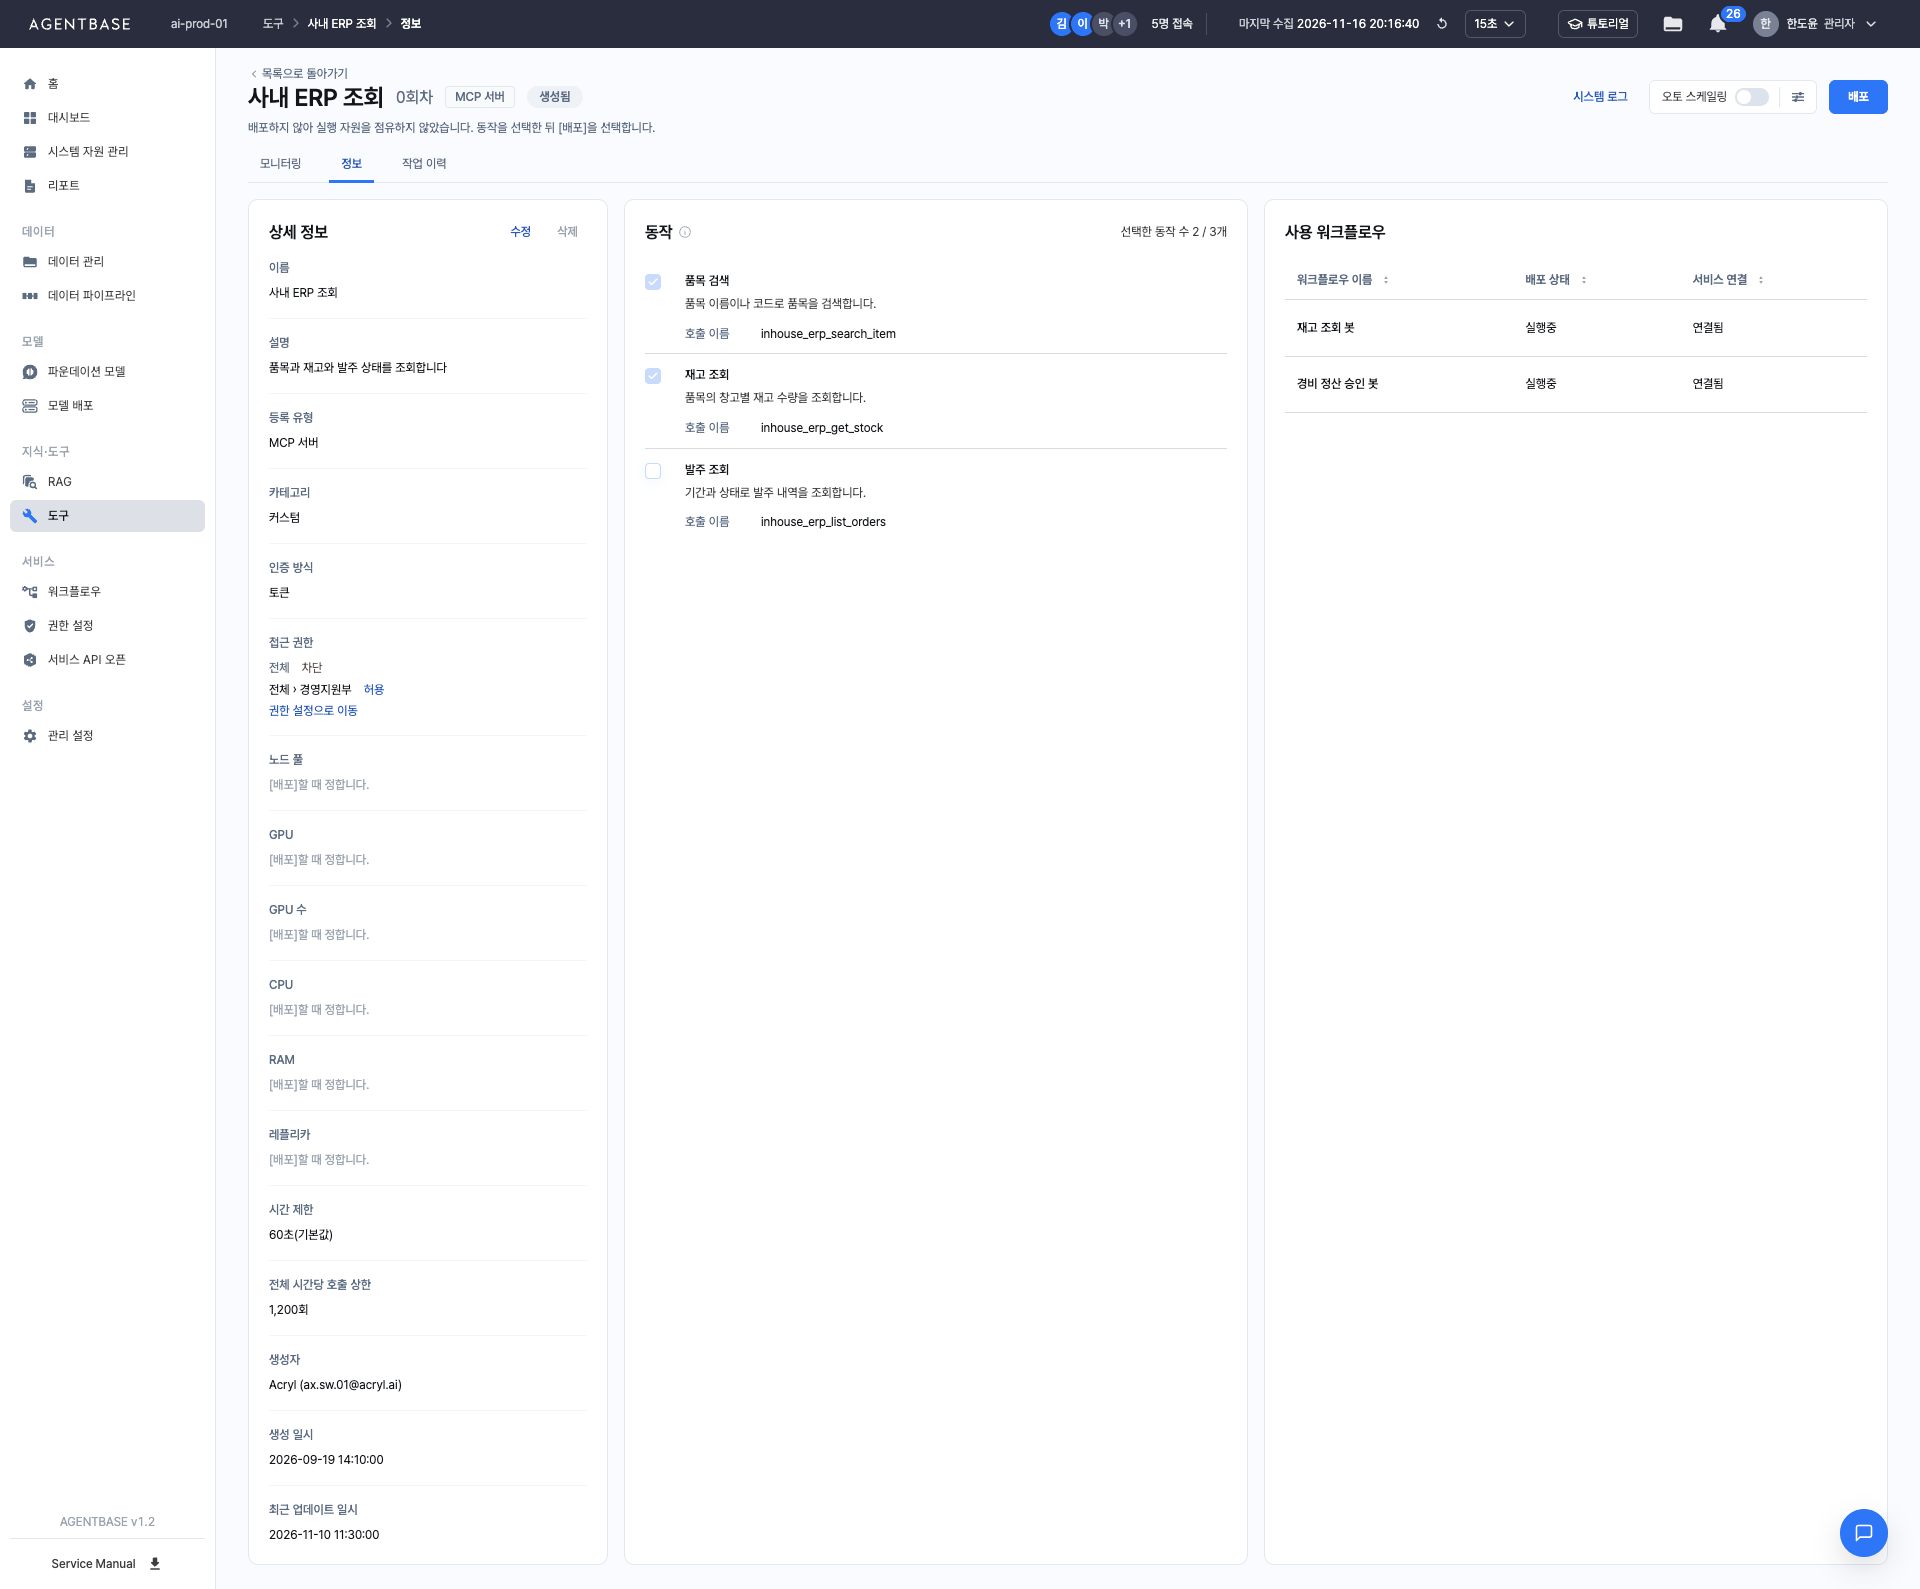 AGENTBASE
ai-prod-01
도구 > 사내 ERP 조회 > 정보
김 이 박 +1 5명 접속
마지막 수집 2026-11-16 20:16:40
15초
튜토리얼
26
한 한도윤 관리자
홈
대시보드
시스템 자원 관리
리포트
데이터
데이터 관리
데이터 파이프라인
모델
파운데이션 모델
모델 배포
지식·도구
RAG
도구
서비스
워크플로우
권한 설정
서비스 API 오픈
설정
관리 설정
AGENTBASE v1.2
Service Manual
목록으로 돌아가기
사내 ERP 조회 0회차 MCP 서버 생성됨
배포하지 않아 실행 자원을 점유하지 않았습니다. 동작을 선택한 뒤 [배포]을 선택합니다.
시스템 로그
오토 스케일링
배포
모니터링 정보 작업 이력
상세 정보 수정 삭제
이름
사내 ERP 조회
설명
품목과 재고와 발주 상태를 조회합니다
등록 유형
MCP 서버
카테고리
커스텀
인증 방식
토큰
접근 권한
전체 차단
전체 › 경영지원부 허용
권한 설정으로 이동
노드 풀
[배포]할 때 정합니다.
GPU
[배포]할 때 정합니다.
GPU 수
[배포]할 때 정합니다.
CPU
[배포]할 때 정합니다.
RAM
[배포]할 때 정합니다.
레플리카
[배포]할 때 정합니다.
시간 제한
60초(기본값)
전체 시간당 호출 상한
1,200회
생성자
Acryl (ax.sw.01@acryl.ai)
생성 일시
2026-09-19 14:10:00
최근 업데이트 일시
2026-11-10 11:30:00
동작 선택한 동작 수 2 / 3개
품목 검색
품목 이름이나 코드로 품목을 검색합니다.
호출 이름 inhouse_erp_search_item
재고 조회
품목의 창고별 재고 수량을 조회합니다.
호출 이름 inhouse_erp_get_stock
발주 조회
기간과 상태로 발주 내역을 조회합니다.
호출 이름 inhouse_erp_list_orders
사용 워크플로우
워크플로우 이름 배포 상태 서비스 연결
재고 조회 봇 실행중 연결됨
경비 정산 승인 봇 실행중 연결됨